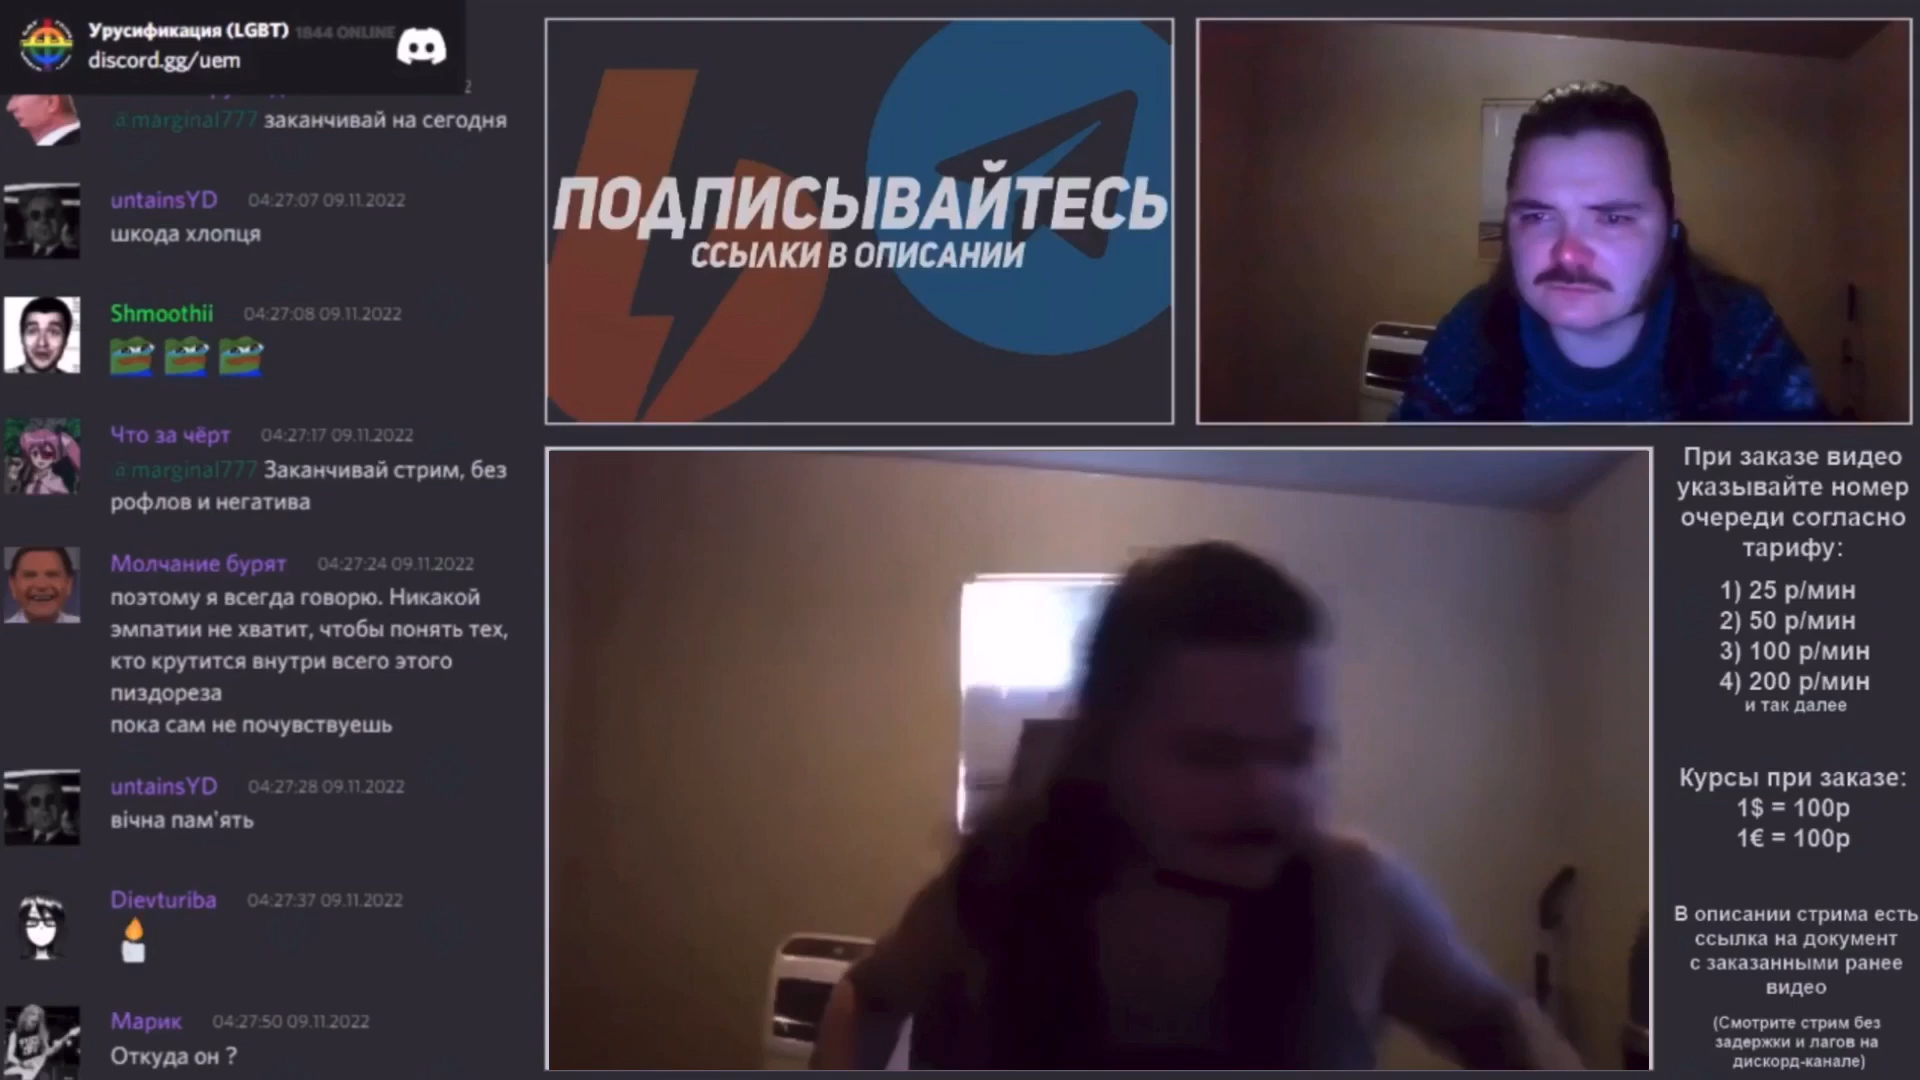 Урусификация (LGBT) 1844 ONLINE
discord.gg/uem
@marginal777 заканчивай на сегодня
untainsYD 04:27:07 09.11.2022
шкода хлопця
Shmoothii 04:27:08 09.11.2022
Что за чёрт 04:27:17 09.11.2022
@marginal777 Заканчивай стрим, без
рофлов и негатива
Молчание бурят 04:27:24 09.11.2022
поэтому я всегда говорю. Никакой
эмпатии не хватит, чтобы понять тех,
кто крутится внутри всего этого
пиздореза
пока сам не почувствуешь
untainsYD 04:27:28 09.11.2022
вічна пам'ять
Dievturiba 04:27:37 09.11.2022
Марик 04:27:50 09.11.2022
Откуда он ?
ПОДПИСЫВАЙТЕСЬ
ССЫЛКИ В ОПИСАНИИ
При заказе видео
указывайте номер
очереди согласно
тарифу:
1) 25 р/мин
2) 50 р/мин
3) 100 р/мин
4) 200 р/мин
и так далее
Курсы при заказе:
1$ = 100р
1€ = 100р
В описании стрима есть
ссылка на документ
с заказанными ранее
видео
(Смотрите стрим без
задержки и лагов на
дискорд-канале)